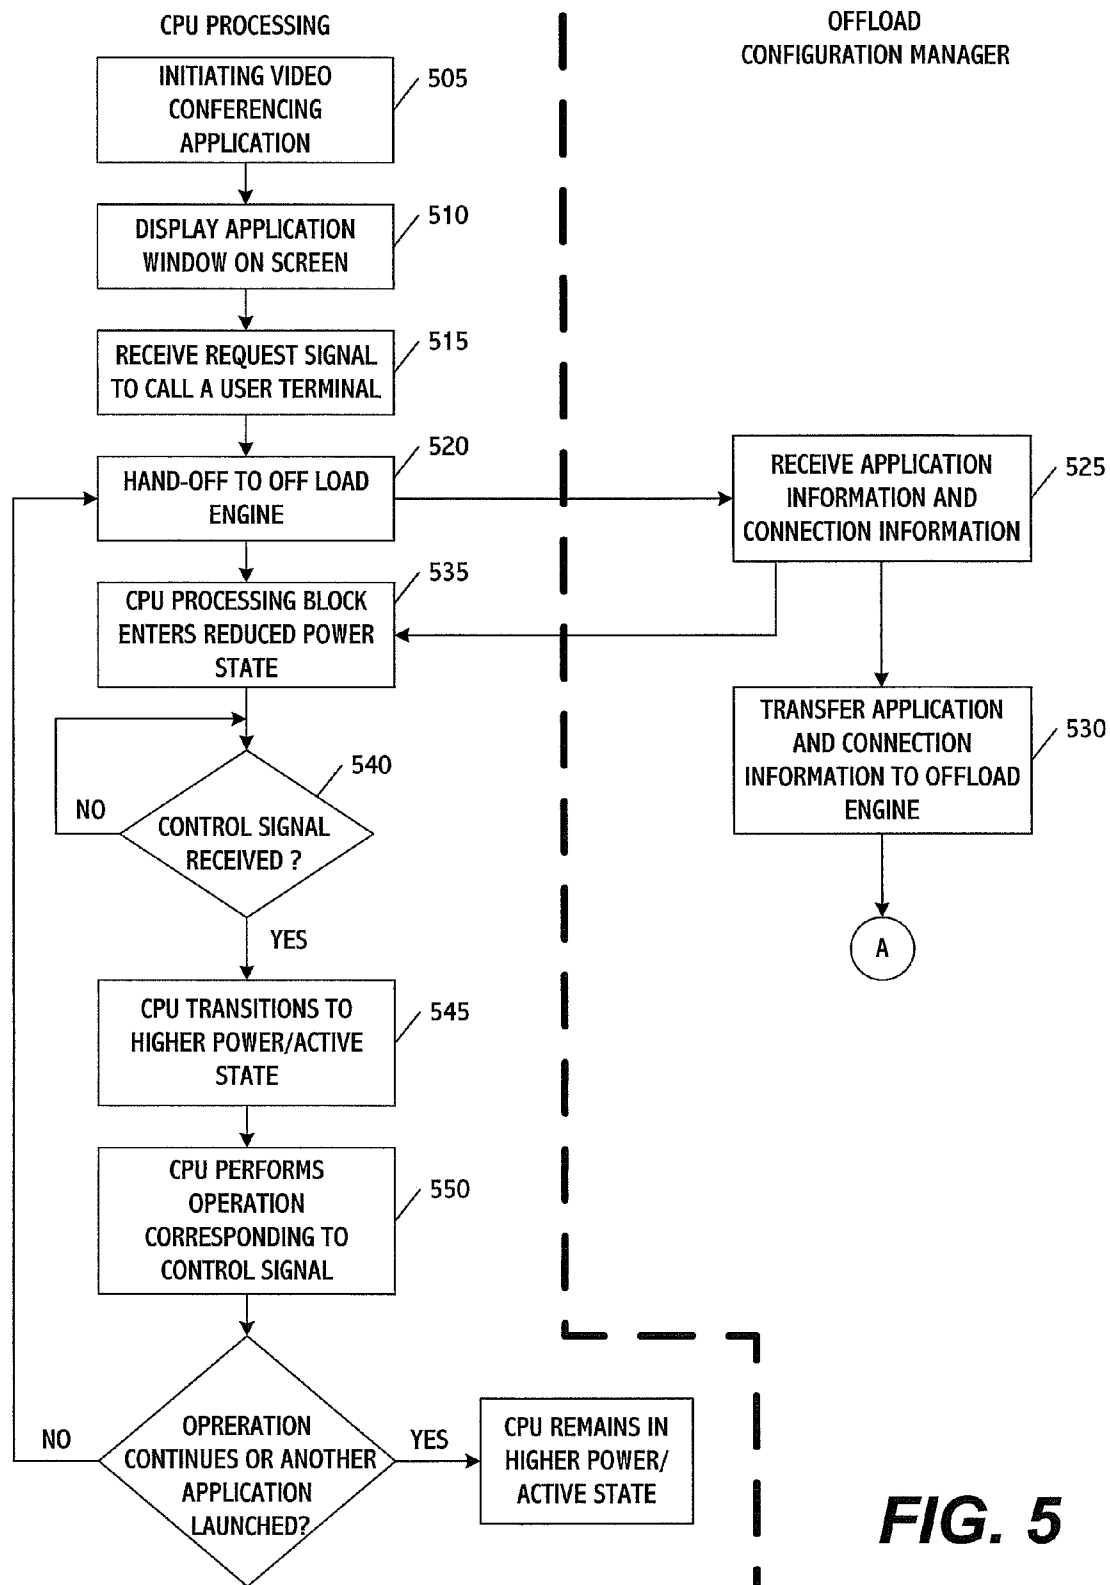 CPU PROCESSING
OFFLOAD
CONFIGURATION MANAGER
INITIATING VIDEO
CONFERENCING
APPLICATION
505
DISPLAY APPLICATION
WINDOW ON SCREEN
510
RECEIVE REQUEST SIGNAL
TO CALL A USER TERMINAL
515
HAND-OFF TO OFF LOAD
ENGINE
520
RECEIVE APPLICATION
INFORMATION AND
CONNECTION INFORMATION
525
CPU PROCESSING BLOCK
ENTERS REDUCED POWER
STATE
535
TRANSFER APPLICATION
AND CONNECTION
INFORMATION TO OFFLOAD
ENGINE
530
A
CONTROL SIGNAL
RECEIVED ?
540
NO
YES
CPU TRANSITIONS TO
HIGHER POWER/ACTIVE
STATE
545
CPU PERFORMS
OPERATION
CORRESPONDING TO
CONTROL SIGNAL
550
OPRERATION
CONTINUES OR ANOTHER
APPLICATION
LAUNCHED?
NO
YES
CPU REMAINS IN
HIGHER POWER/
ACTIVE STATE
FIG. 5